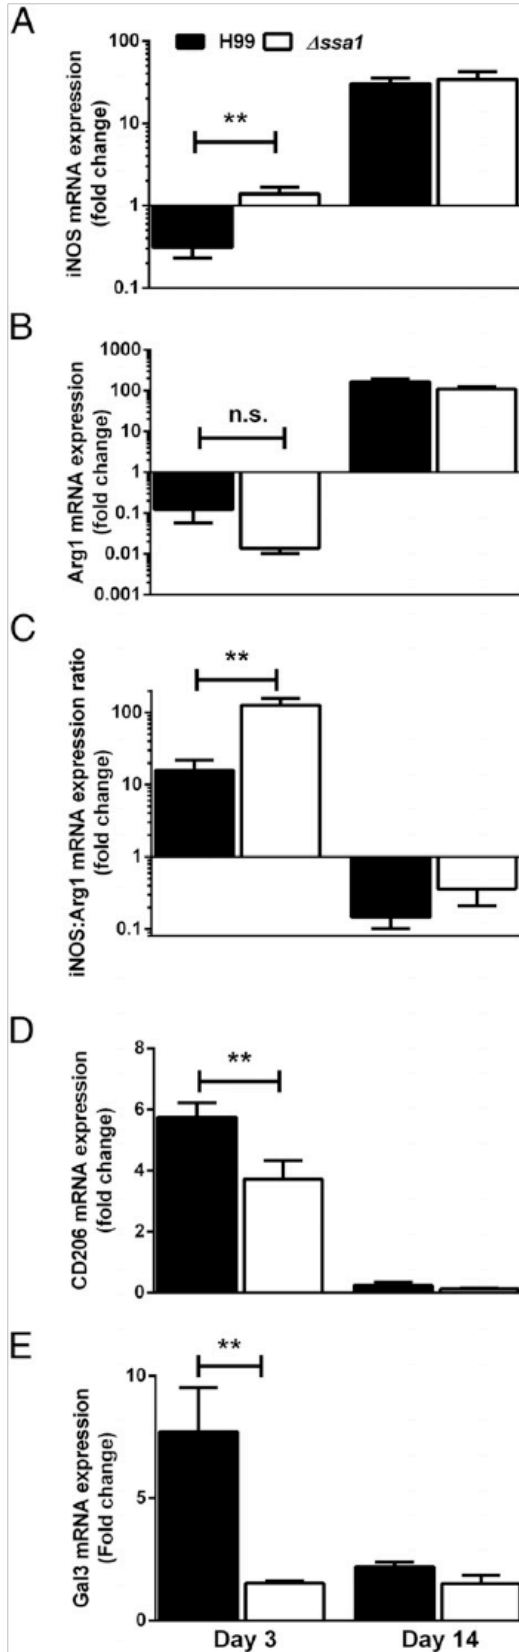 A
H99 Δssa1
iNOS mRNA expression
(fold change)
100
10
1
0.1
**
B
Arg1 mRNA expression
(fold change)
1000
100
10
1
0.1
0.01
0.001
n.s.
C
iNOS:Arg1 mRNA expression ratio
(fold change)
100
10
1
0.1
**
D
CD206 mRNA expression
(fold change)
8
6
4
2
0
**
E
Gal3 mRNA expression
(Fold change)
10
5
0
**
Day 3 Day 14